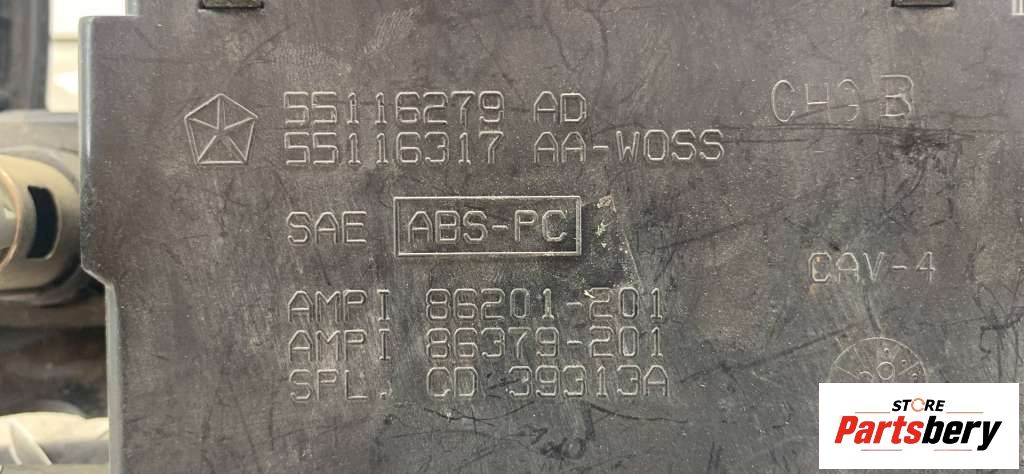 55116279 AD
55116317 AA-WOSS
CHG B
SAE ABS-PC
CAV-4
AMPI 86201-201
AMPI 86379-201
SPL. CD 39313A
STORE
Partsbery